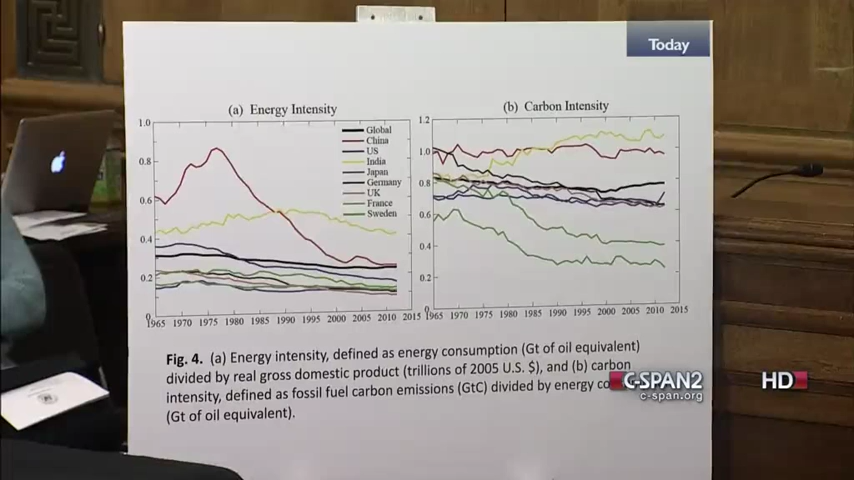 Today
(a) Energy Intensity
1.0
0.8
0.6
0.4
0.2
0
1965 1970 1975 1980 1985 1990 1995 2000 2005 2010 2015
Global
China
US
India
Japan
Germany
UK
France
Sweden
(b) Carbon Intensity
1.2
1.0
0.8
0.6
0.4
0.2
0
1965 1970 1975 1980 1985 1990 1995 2000 2005 2010 2015
Fig. 4. (a) Energy intensity, defined as energy consumption (Gt of oil equivalent)
divided by real gross domestic product (trillions of 2005 U.S. $), and (b) carbon
intensity, defined as fossil fuel carbon emissions (GtC) divided by energy
(Gt of oil equivalent).
C-SPAN2
c-span.org
HD